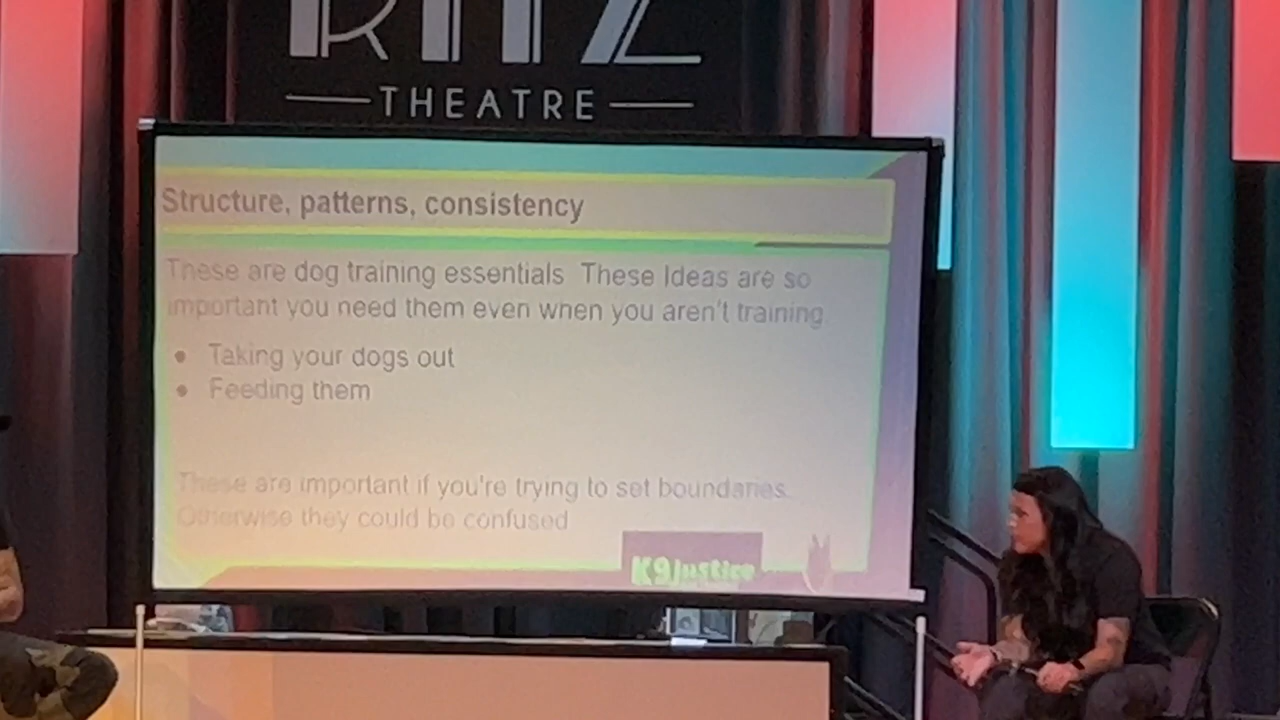 RITZ
THEATRE
Structure, patterns, consistency
These are dog training essentials These Ideas are so
important you need them even when you aren't training
• Taking your dogs out
• Feeding them
These are important if you're trying to set boundaries.
Otherwise they could be confused
K9Justice